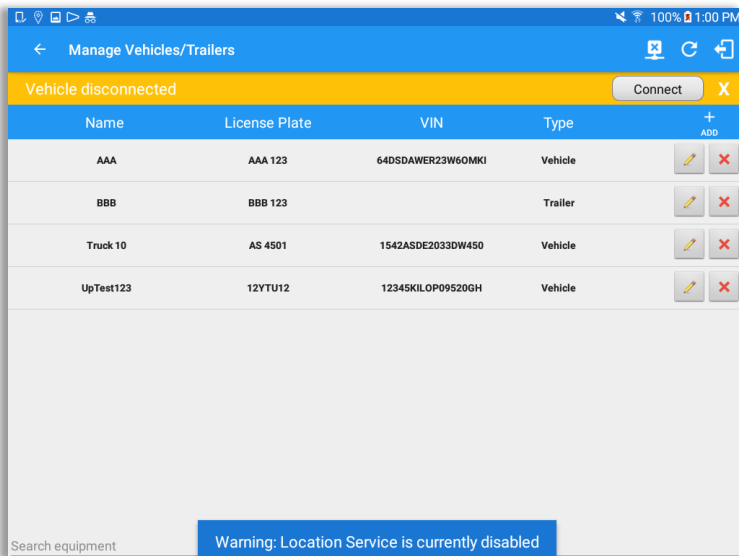 100% 1:00 PM
Manage Vehicles/Trailers
Vehicle disconnected Connect X
Name License Plate VIN Type + ADD
AAA AAA 123 64DSDAWER23W6OMKI Vehicle
BBB BBB 123 Trailer
Truck 10 AS 4501 1542ASDE2033DW450 Vehicle
UpTest123 12YTU12 12345KILOP09520GH Vehicle
Search equipment
Warning: Location Service is currently disabled